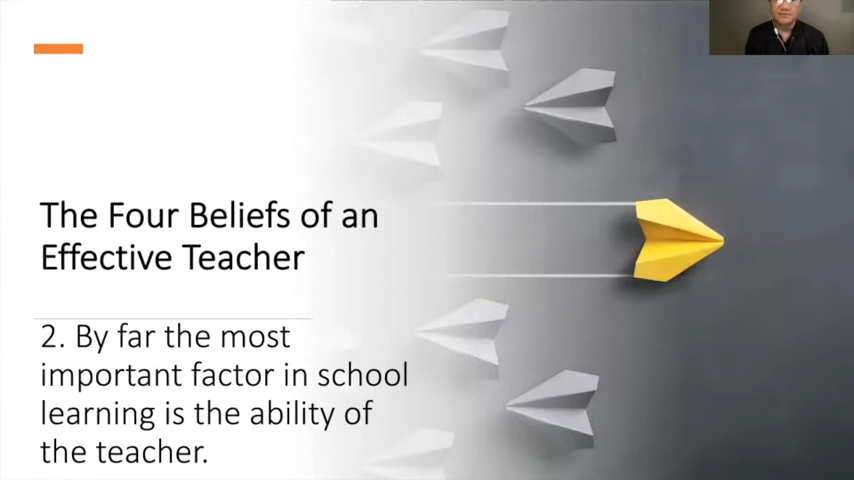 The Four Beliefs of an
Effective Teacher
2. By far the most
important factor in school
learning is the ability of
the teacher.